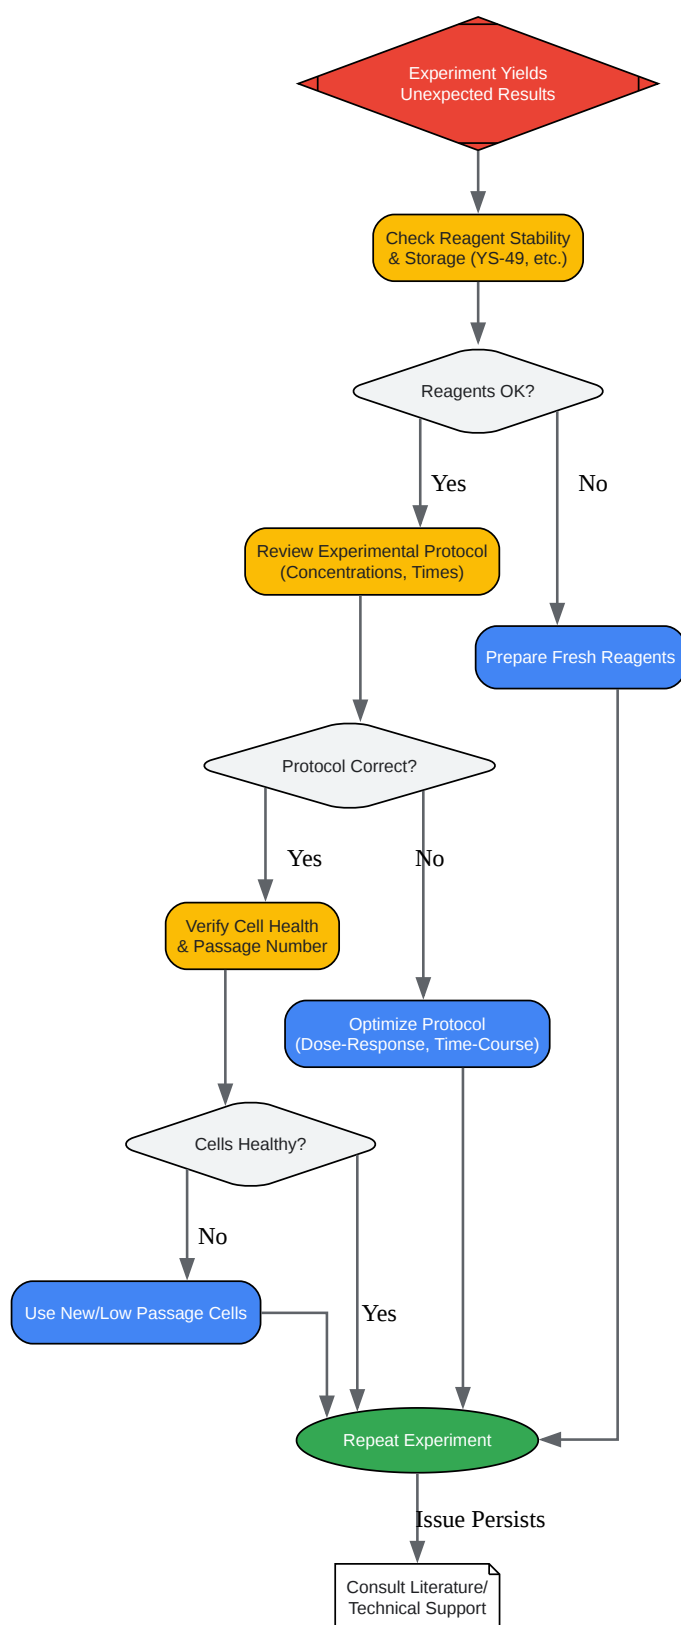 Experiment Yields
Unexpected Results
Check Reagent Stability
& Storage (YS-49, etc.)
Reagents OK?
Yes
No
Review Experimental Protocol
(Concentrations, Times)
Prepare Fresh Reagents
Protocol Correct?
Yes
No
Verify Cell Health
& Passage Number
Optimize Protocol
(Dose-Response, Time-Course)
Cells Healthy?
No
Use New/Low Passage Cells
Yes
Repeat Experiment
Issue Persists
Consult Literature/
Technical Support